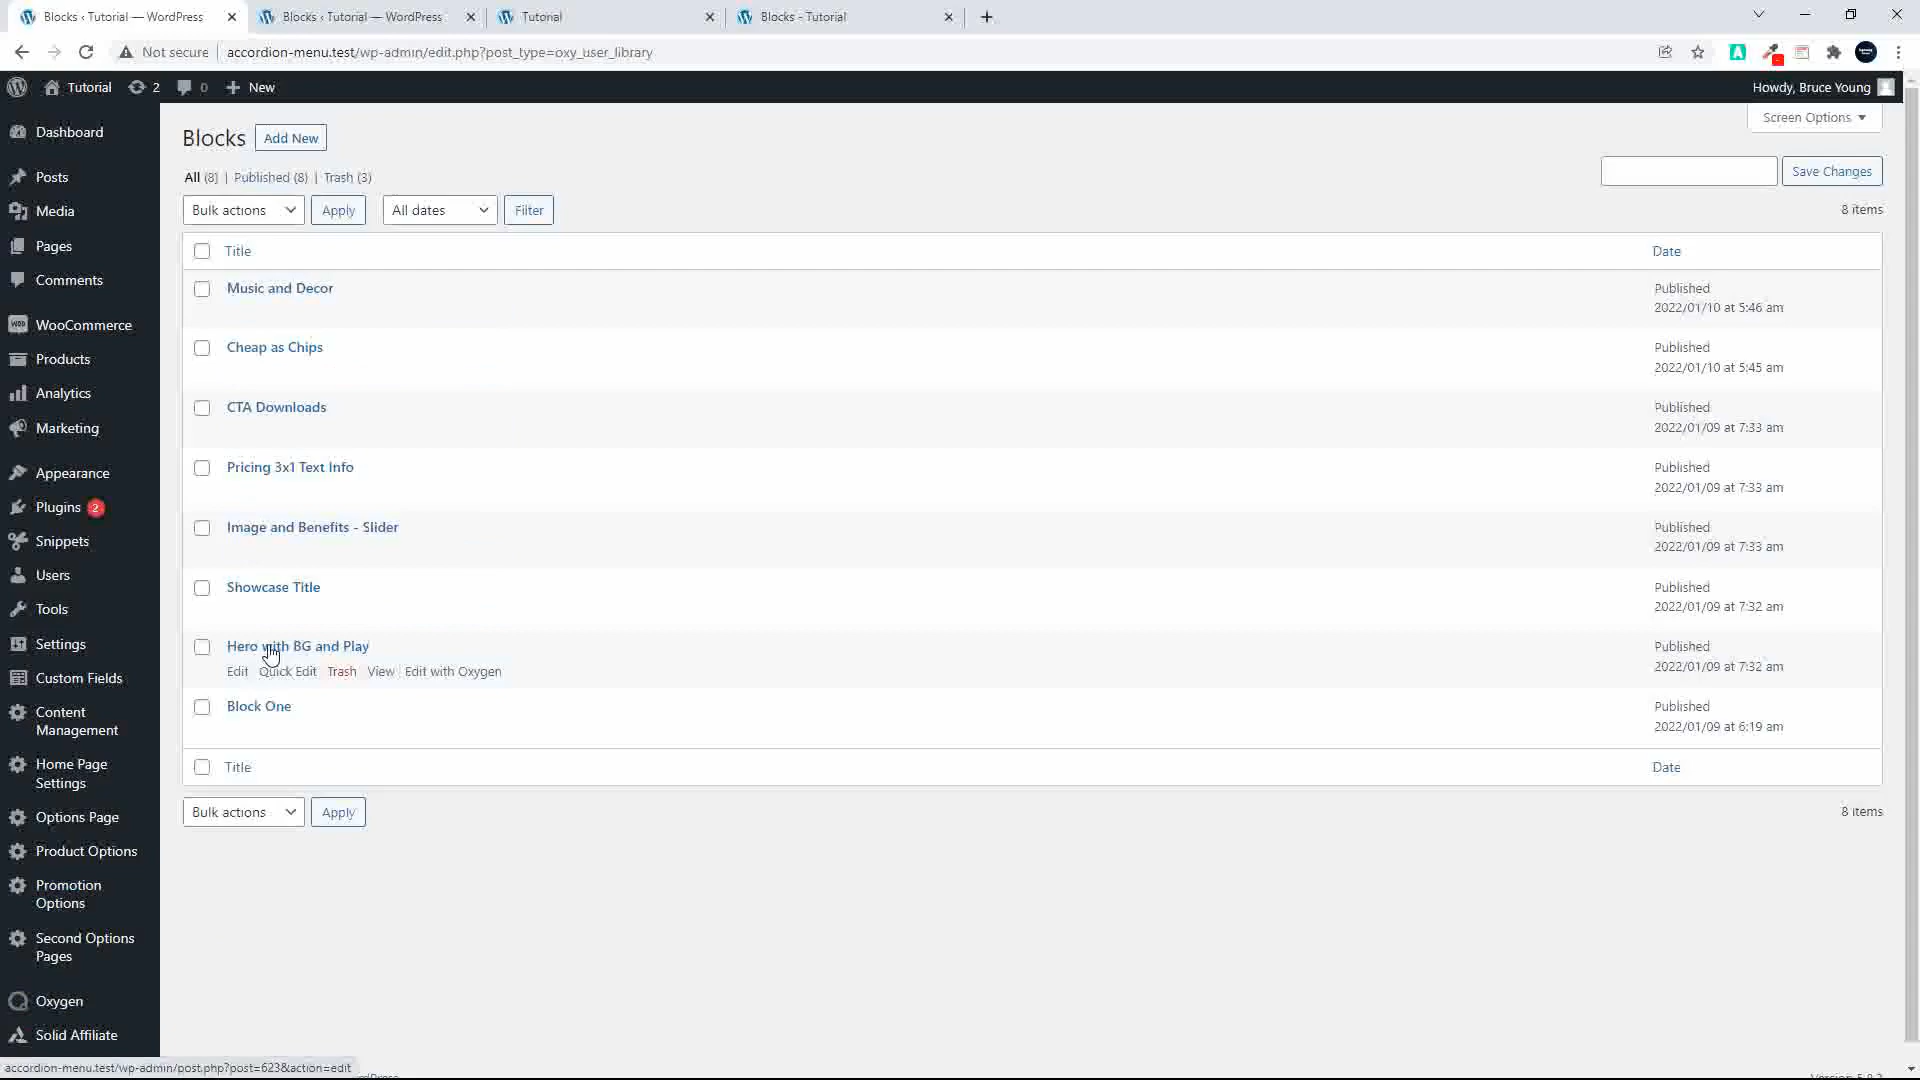 Blocks ‹ Tutorial — WordPress
Blocks ‹ Tutorial — WordPress
Tutorial
Blocks - Tutorial
Not secure
accordion-menu.test/wp-admin/edit.php?post_type=oxy_user_library
Tutorial
2
0
New
Howdy, Bruce Young
Dashboard
Posts
Media
Pages
Comments
WooCommerce
Products
Analytics
Marketing
Appearance
Plugins 2
Snippets
Users
Tools
Settings
Custom Fields
Content
Management
Home Page
Settings
Options Page
Product Options
Promotion
Options
Second Options
Pages
Oxygen
Solid Affiliate
Screen Options
Blocks
Add New
All (8) | Published (8) | Trash (3)
Save Changes
Bulk actions
Apply
All dates
Filter
8 items
Title
Date
Music and Decor
Published
2022/01/10 at 5:46 am
Cheap as Chips
Published
2022/01/10 at 5:45 am
CTA Downloads
Published
2022/01/09 at 7:33 am
Pricing 3x1 Text Info
Published
2022/01/09 at 7:33 am
Image and Benefits - Slider
Published
2022/01/09 at 7:33 am
Showcase Title
Published
2022/01/09 at 7:32 am
Hero with BG and Play
Published
2022/01/09 at 7:32 am
Edit Quick Edit Trash View Edit with Oxygen
Block One
Published
2022/01/09 at 6:19 am
Title
Date
Bulk actions
Apply
8 items
accordion-menu.test/wp-admin/post.php?post=623&action=edit